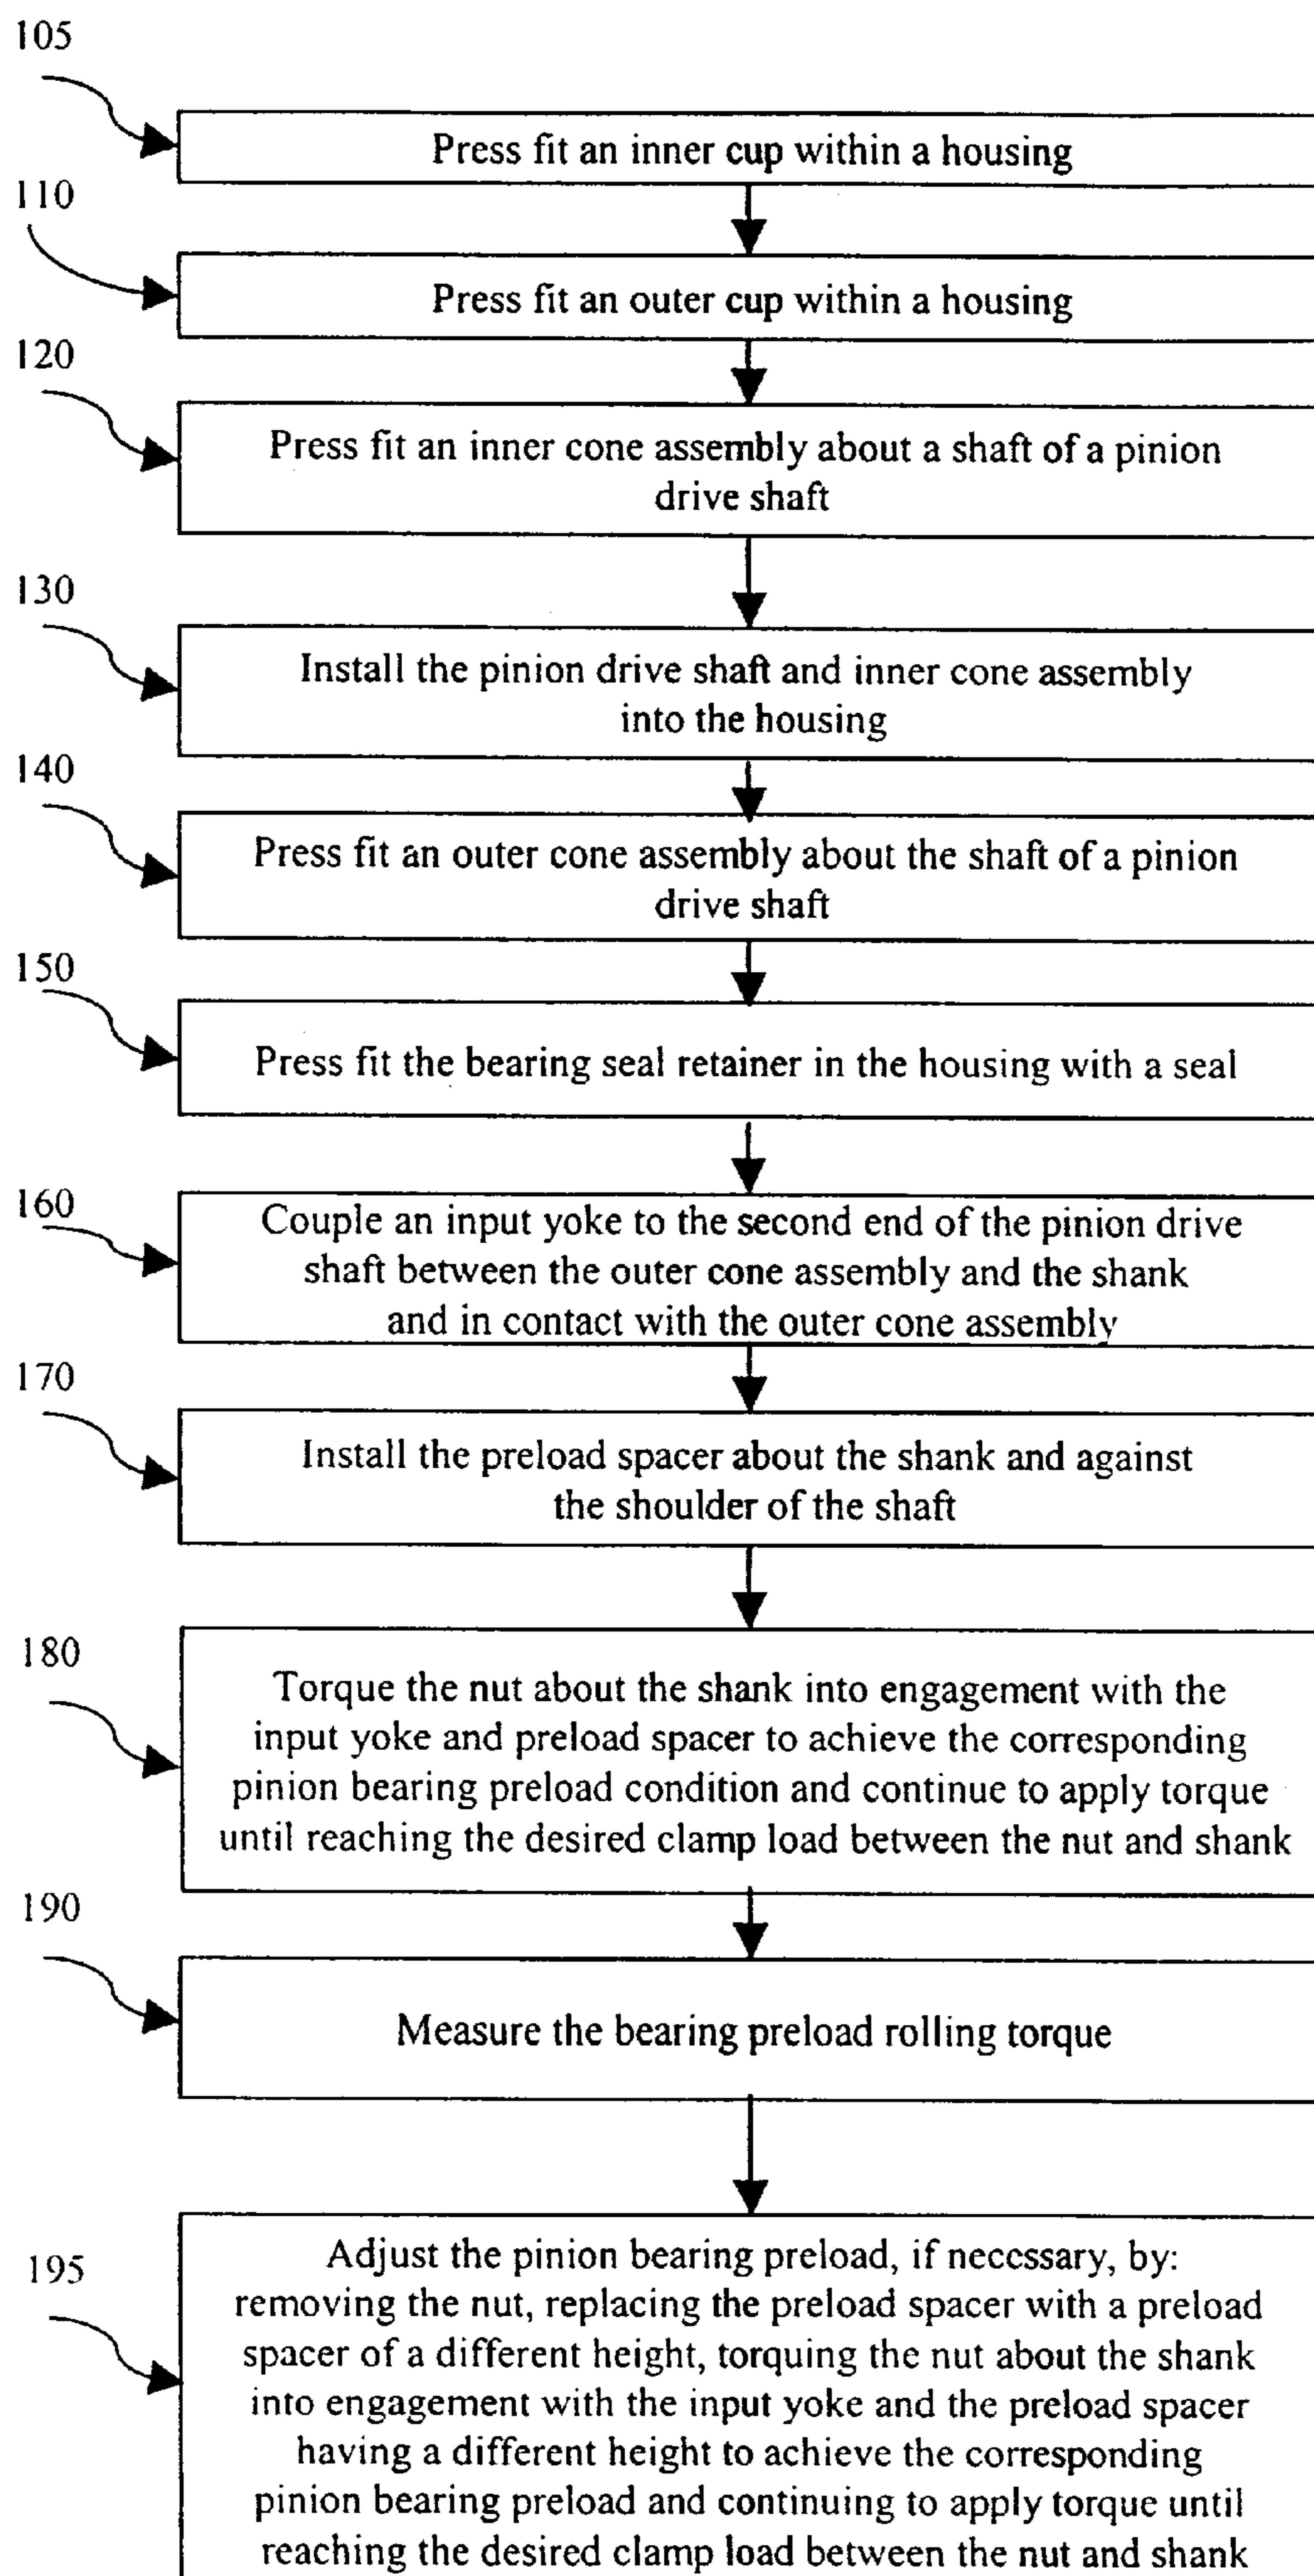 105
Press fit an inner cup within a housing
110
Press fit an outer cup within a housing
120
Press fit an inner cone assembly about a shaft of a pinion
drive shaft
130
Install the pinion drive shaft and inner cone assembly
into the housing
140
Press fit an outer cone assembly about the shaft of a pinion
drive shaft
150
Press fit the bearing seal retainer in the housing with a seal
160
Couple an input yoke to the second end of the pinion drive
shaft between the outer cone assembly and the shank
and in contact with the outer cone assembly
170
Install the preload spacer about the shank and against
the shoulder of the shaft
180
Torque the nut about the shank into engagement with the
input yoke and preload spacer to achieve the corresponding
pinion bearing preload condition and continue to apply torque
until reaching the desired clamp load between the nut and shank
190
Measure the bearing preload rolling torque
195
Adjust the pinion bearing preload, if necessary, by:
removing the nut, replacing the preload spacer with a preload
spacer of a different height, torquing the nut about the shank
into engagement with the input yoke and the preload spacer
having a different height to achieve the corresponding
pinion bearing preload and continuing to apply torque until
reaching the desired clamp load between the nut and shank